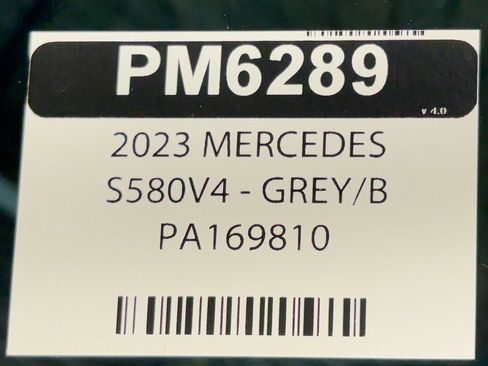 PM6289
v 4.0
2023 MERCEDES
S580V4 - GREY/B
PA169810